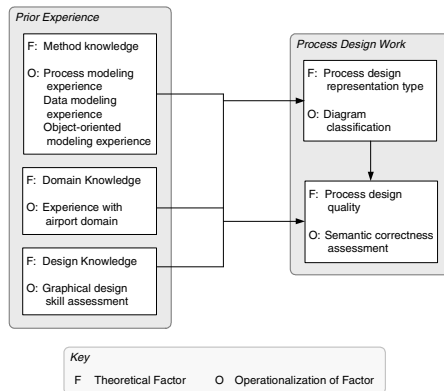 Prior Experience
F: Method knowledge
O: Process modeling
experience
Data modeling
experience
Object-oriented
modeling experience
F: Domain Knowledge
O: Experience with
airport domain
F: Design Knowledge
O: Graphical design
skill assessment
Process Design Work
F: Process design
representation type
O: Diagram
classification
F: Process design
quality
O: Semantic correctness
assessment
Key
F Theoretical Factor O Operationalization of Factor